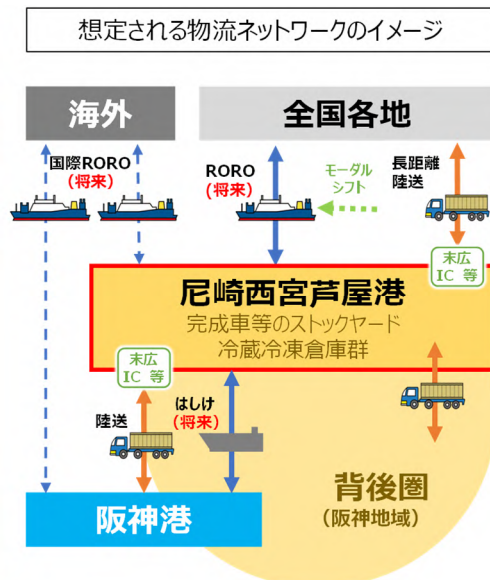 想定される物流ネットワークのイメージ
海外
全国各地
国際RORO
(将来)
RORO
(将来)
モーダル
シフト
長距離
陸送
末広
IC 等
尼崎西宮芦屋港
完成車等のストックヤード
冷蔵冷凍倉庫群
末広
IC 等
陸送
はしけ
(将来)
阪神港
背後圏
(阪神地域)